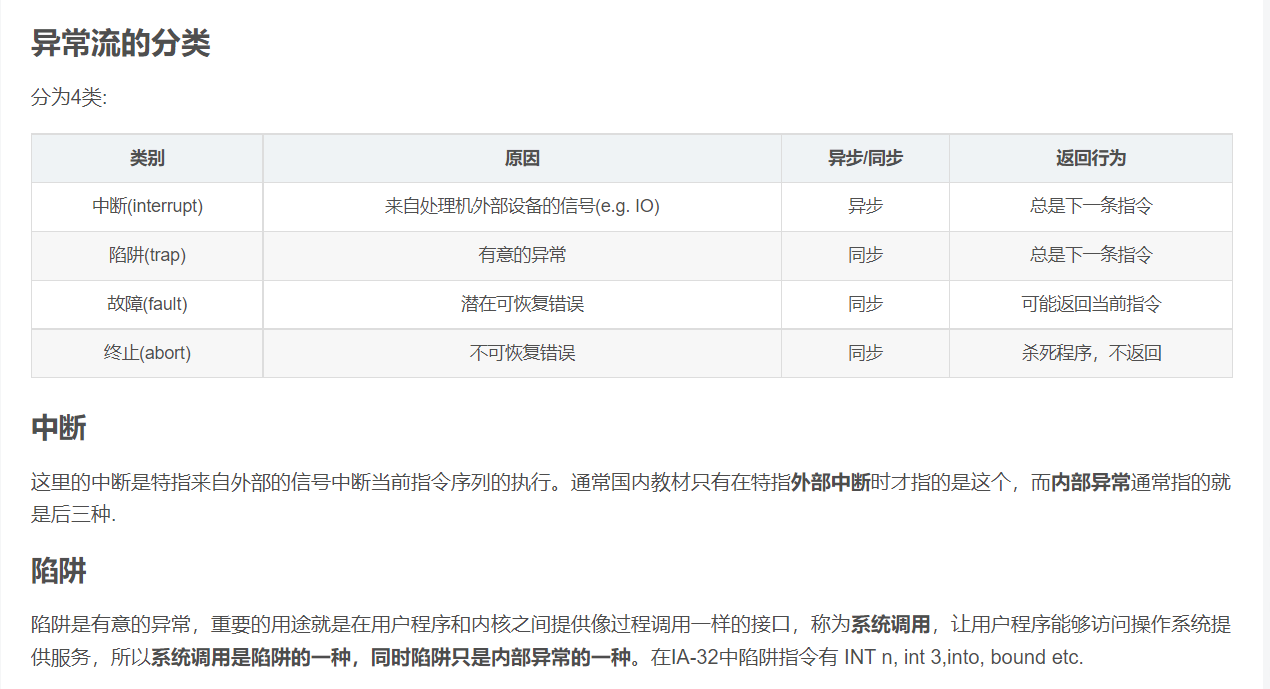 异常流的分类
分为4类:
类别 原因 异步/同步 返回行为
中断(interrupt) 来自处理机外部设备的信号(e.g. IO) 异步 总是下一条指令
陷阱(trap) 有意的异常 同步 总是下一条指令
故障(fault) 潜在可恢复错误 同步 可能返回当前指令
终止(abort) 不可恢复错误 同步 杀死程序，不返回
中断
这里的中断是特指来自外部的信号中断当前指令序列的执行。通常国内教材只有在特指外部中断时才指的是这个，而内部异常通常指的就
是后三种.
陷阱
陷阱是有意的异常，重要的用途就是在用户程序和内核之间提供像过程调用一样的接口，称为系统调用，让用户程序能够访问操作系统提
供服务，所以系统调用是陷阱的一种，同时陷阱只是内部异常的一种。在IA-32中陷阱指令有 INT n, int 3,into, bound etc.